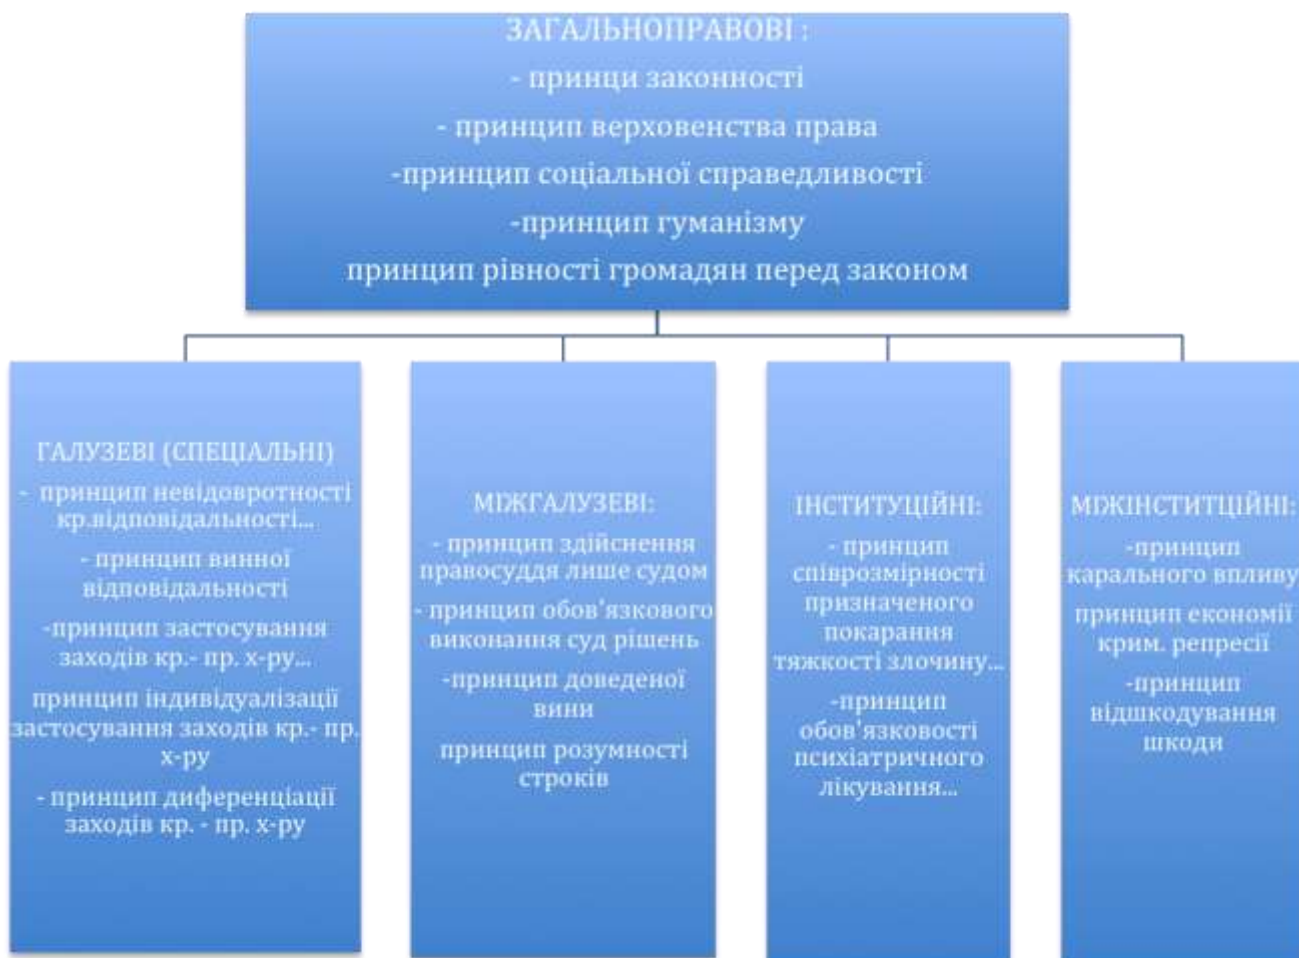 ЗАГАЛЬНОПРАВОВІ :
- принци законності
- принцип верховенства права
-принцип соціальної справедливості
-принцип гуманізму
принцип рівності громадян перед законом
ГАЛУЗЕВІ (СПЕЦІАЛЬНІ)
- принцип невідовротності
кр.відповідальності...
- принцип винної
відповідальності
-принцип застосування
заходів кр.- пр. х-ру...
принцип індивідуалізації
застосування заходів кр.- пр.
х-ру
- принцип диференціації
заходів кр. - пр. х-ру
МІЖГАЛУЗЕВІ:
- принцип здійснення
правосуддя лише судом
- принцип обов'язкового
виконання суд рішень
-принцип доведеної
вини
принцип розумності
строків
ІНСТИТУЦІЙНІ:
- принцип
співрозмірності
призначеного
покарання
тяжкості злочину...
-принцип
обов'язковості
психіатричного
лікування...
МІЖІНСТИТЦІЙНІ:
-принцип
карального впливу
принцип економії
крим. репресії
-принцип
відшкодування
шкоди